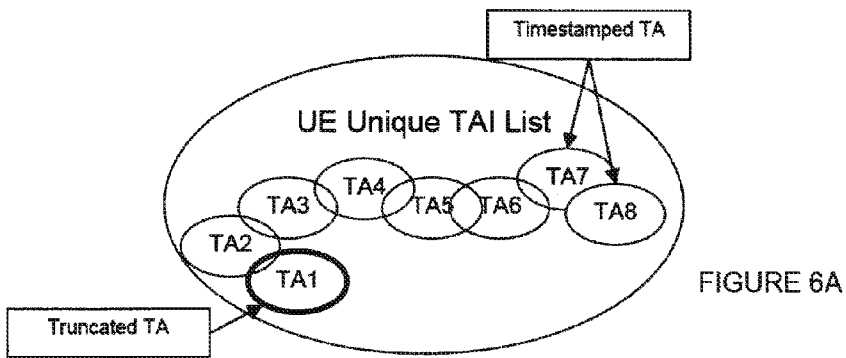 Timestamped TA
UE Unique TAI List
TA4
TA7
TA3
TA5
TA6
TA8
TA2
TA1
FIGURE 6A
Truncated TA